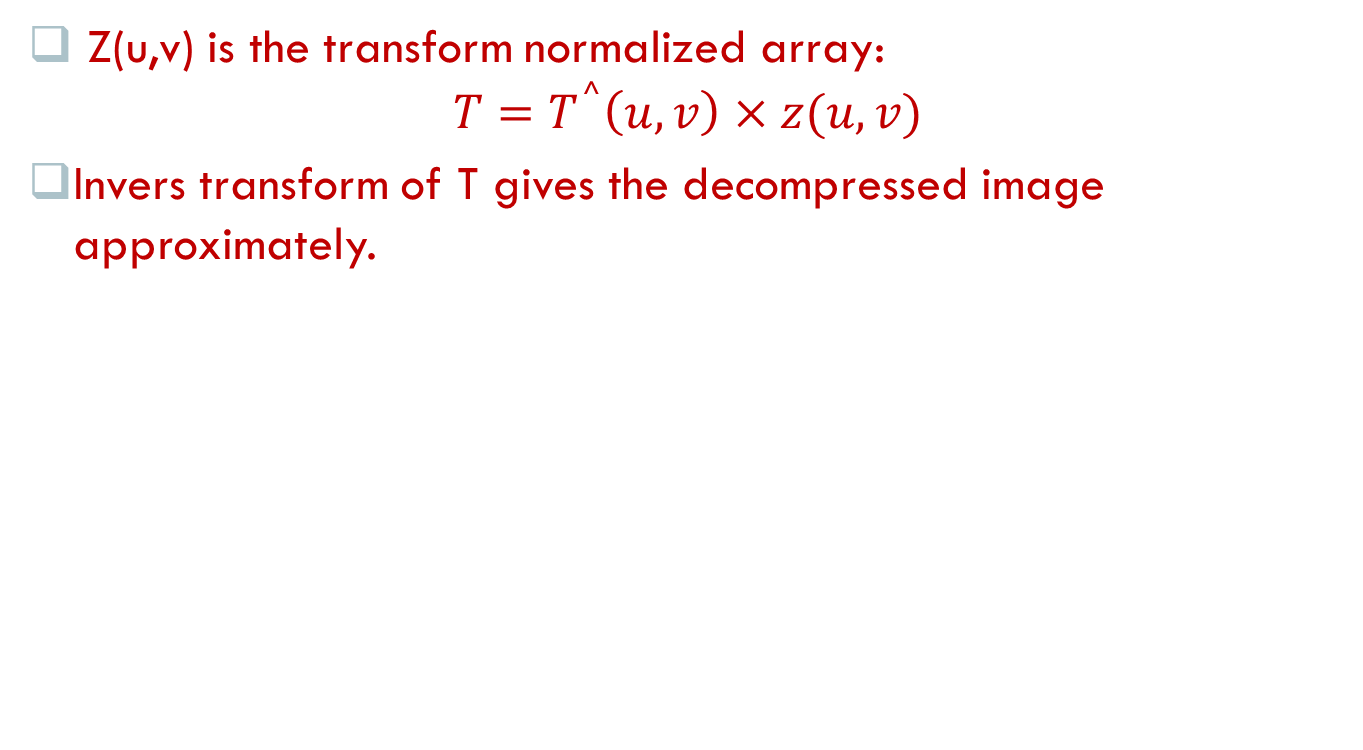 Z(u,v) is the transform normalized array:
T = T^(u, v) × z(u, v)
Invers transform of T gives the decompressed image
approximately.